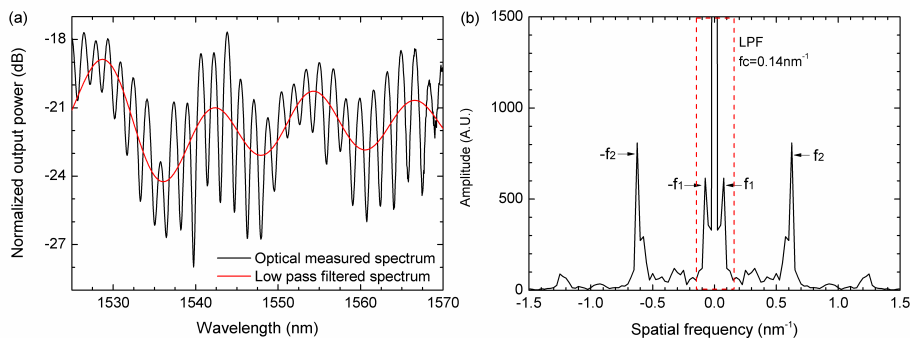 (a)
-18
-21
-24
-27
Normalized output power (dB)
Optical measured spectrum
Low pass filtered spectrum
1530 1540 1550 1560 1570
Wavelength (nm)
(b)
1500
1000
500
0
Amplitude (A.U.)
LPF
fc=0.14nm⁻¹
-f₂ f₂
-f₁ f₁
-1.5 -1.0 -0.5 0.0 0.5 1.0 1.5
Spatial frequency (nm⁻¹)